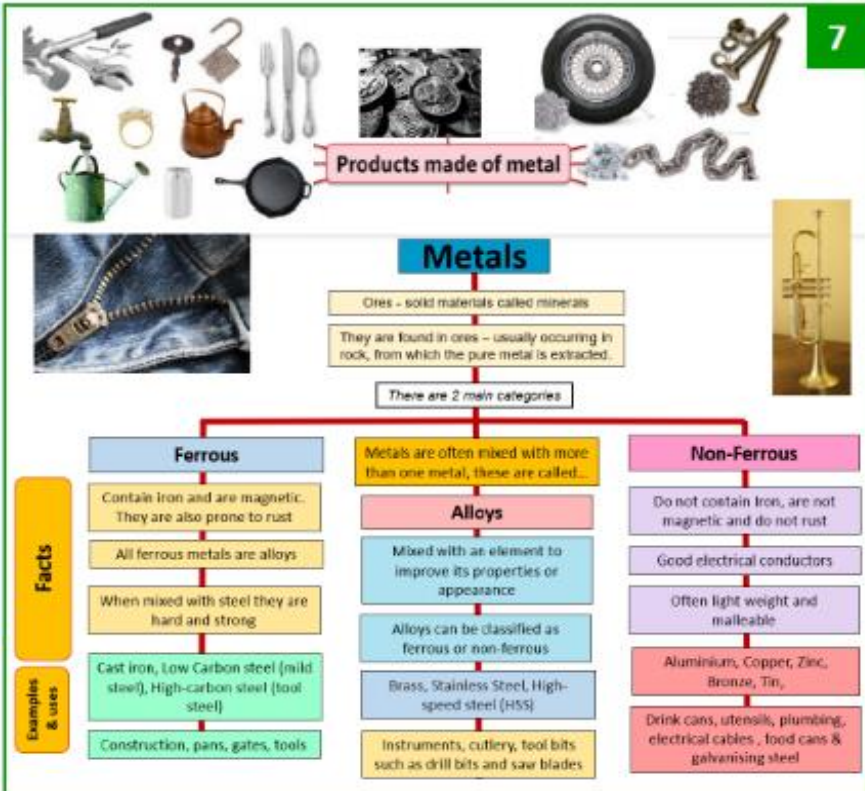 7
Products made of metal
Metals
Ores - solid materials called minerals
They are found in ores – usually occurring in
rock, from which the pure metal is extracted.
There are 2 main categories
Ferrous
Contain iron and are magnetic.
They are also prone to rust
All ferrous metals are alloys
When mixed with steel they are
hard and strong
Cast iron, Low Carbon steel (mild
steel), High-carbon steel (tool
steel)
Construction, pans, gates, tools
Metals are often mixed with more
than one metal, these are called...
Alloys
Mixed with an element to
improve its properties or
appearance
Alloys can be classified as
ferrous or non-ferrous
Brass, Stainless Steel, High-
speed steel (HSS)
Instruments, cutlery, tool bits
such as drill bits and saw blades
Non-Ferrous
Do not contain Iron, are not
magnetic and do not rust
Good electrical conductors
Often light weight and
malleable
Aluminium, Copper, Zinc,
Bronze, Tin,
Drink cans, utensils, plumbing,
electrical cables , food cans &
galvanising steel
Facts
Examples
& uses